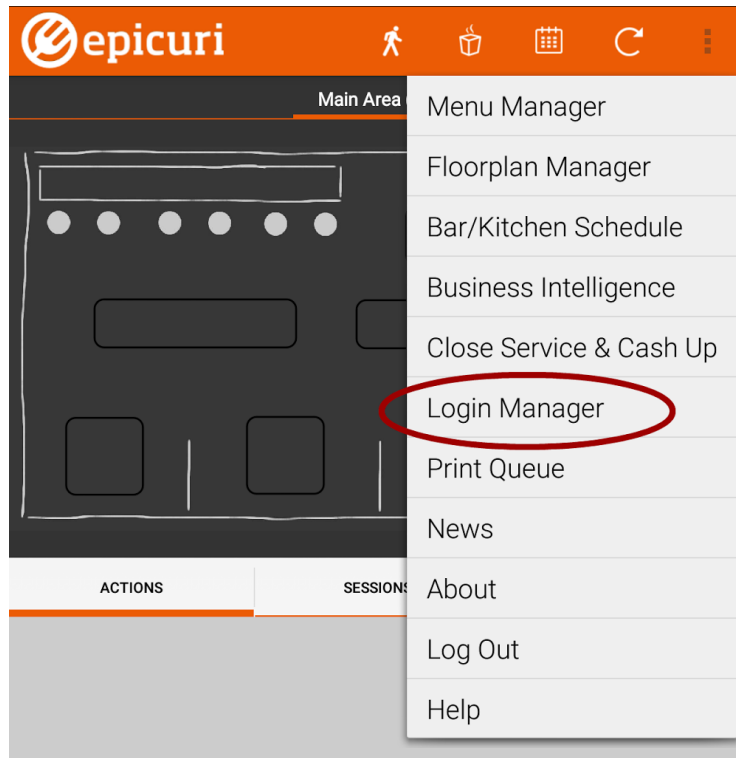 epicuri
Main Area
Menu Manager
Floorplan Manager
Bar/Kitchen Schedule
Business Intelligence
Close Service & Cash Up
Login Manager
Print Queue
News
ACTIONS
SESSIONS
About
Log Out
Help